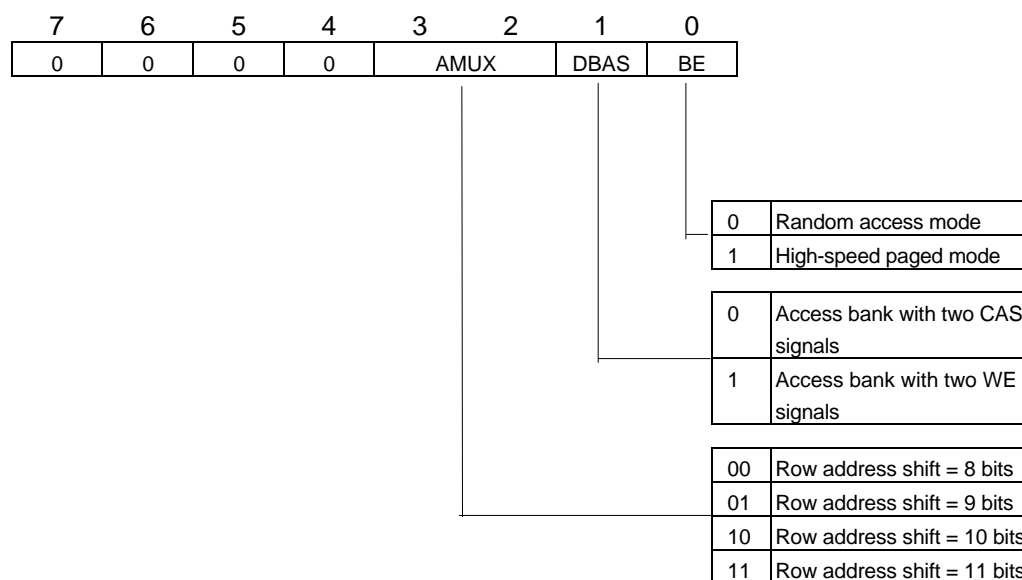 7 6 5 4 3 2 1 0
0 0 0 0 AMUX DBAS BE
0 Random access mode
1 High-speed paged mode
0 Access bank with two CAS
signals
1 Access bank with two WE
signals
00 Row address shift = 8 bits
01 Row address shift = 9 bits
10 Row address shift = 10 bits
11 Row address shift = 11 bits